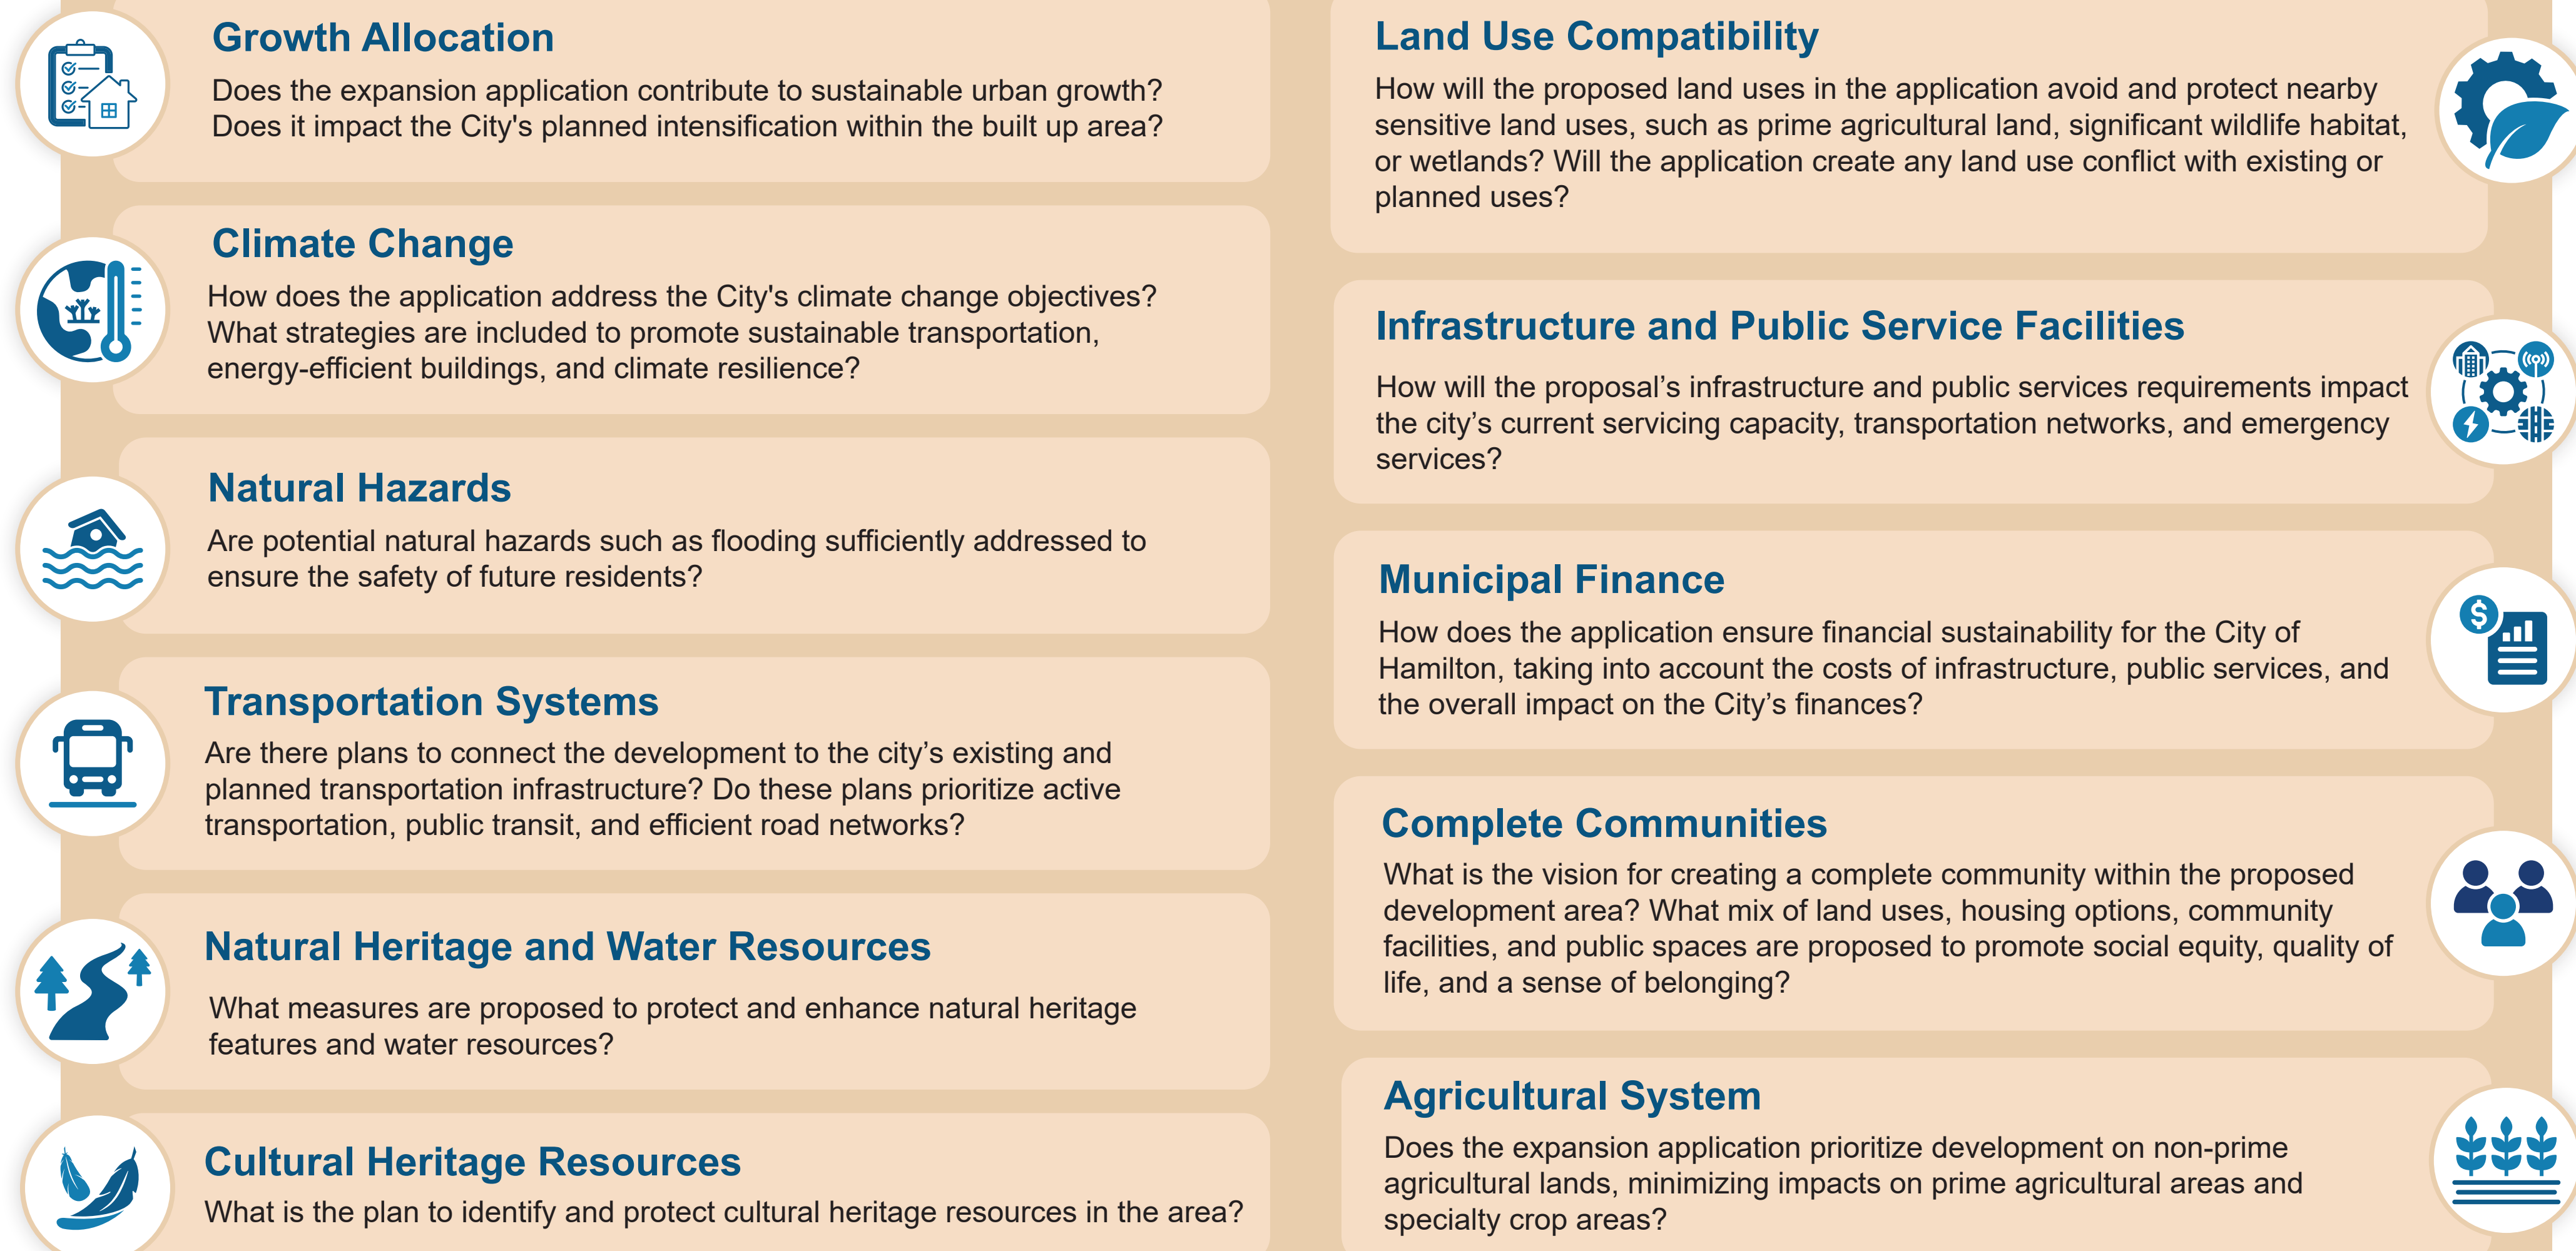 Growth Allocation
Does the expansion application contribute to sustainable urban growth?
Does it impact the City's planned intensification within the built up area?
Climate Change
How does the application address the City's climate change objectives?
What strategies are included to promote sustainable transportation,
energy-efficient buildings, and climate resilience?
Natural Hazards
Are potential natural hazards such as flooding sufficiently addressed to
ensure the safety of future residents?
Transportation Systems
Are there plans to connect the development to the city’s existing and
planned transportation infrastructure? Do these plans prioritize active
transportation, public transit, and efficient road networks?
Natural Heritage and Water Resources
What measures are proposed to protect and enhance natural heritage
features and water resources?
Cultural Heritage Resources
What is the plan to identify and protect cultural heritage resources in the area?
Land Use Compatibility
How will the proposed land uses in the application avoid and protect nearby
sensitive land uses, such as prime agricultural land, significant wildlife habitat,
or wetlands? Will the application create any land use conflict with existing or
planned uses?
Infrastructure and Public Service Facilities
How will the proposal’s infrastructure and public services requirements impact
the city’s current servicing capacity, transportation networks, and emergency
services?
Municipal Finance
How does the application ensure financial sustainability for the City of
Hamilton, taking into account the costs of infrastructure, public services, and
the overall impact on the City’s finances?
$
Complete Communities
What is the vision for creating a complete community within the proposed
development area? What mix of land uses, housing options, community
facilities, and public spaces are proposed to promote social equity, quality of
life, and a sense of belonging?
Agricultural System
Does the expansion application prioritize development on non-prime
agricultural lands, minimizing impacts on prime agricultural areas and
specialty crop areas?